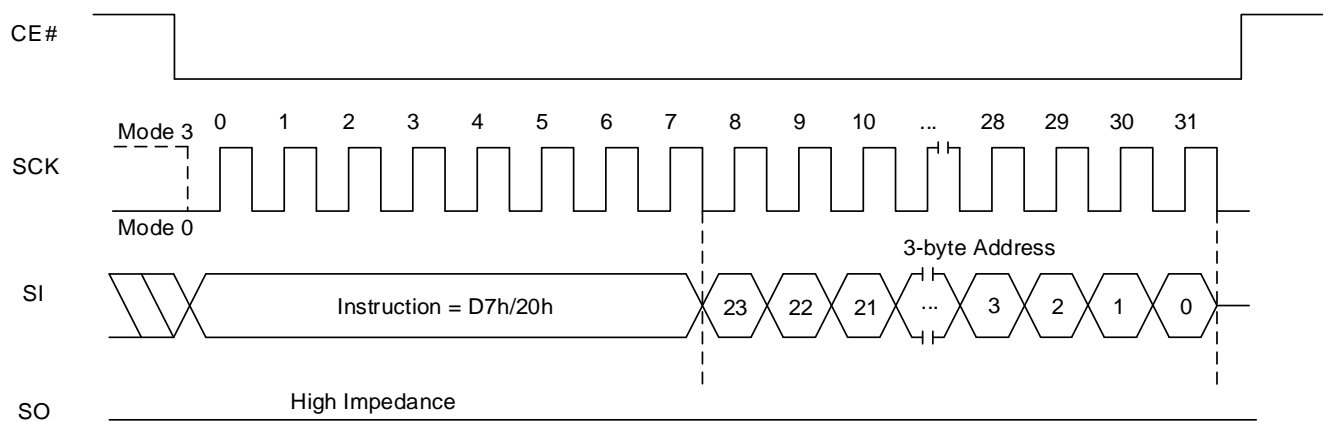 CE#
Mode 3
0 1 2 3 4 5 6 7 8 9 10 ... 28 29 30 31
SCK
Mode 0
3-byte Address
SI
Instruction = D7h/20h 23 22 21 ... 3 2 1 0
High Impedance
SO